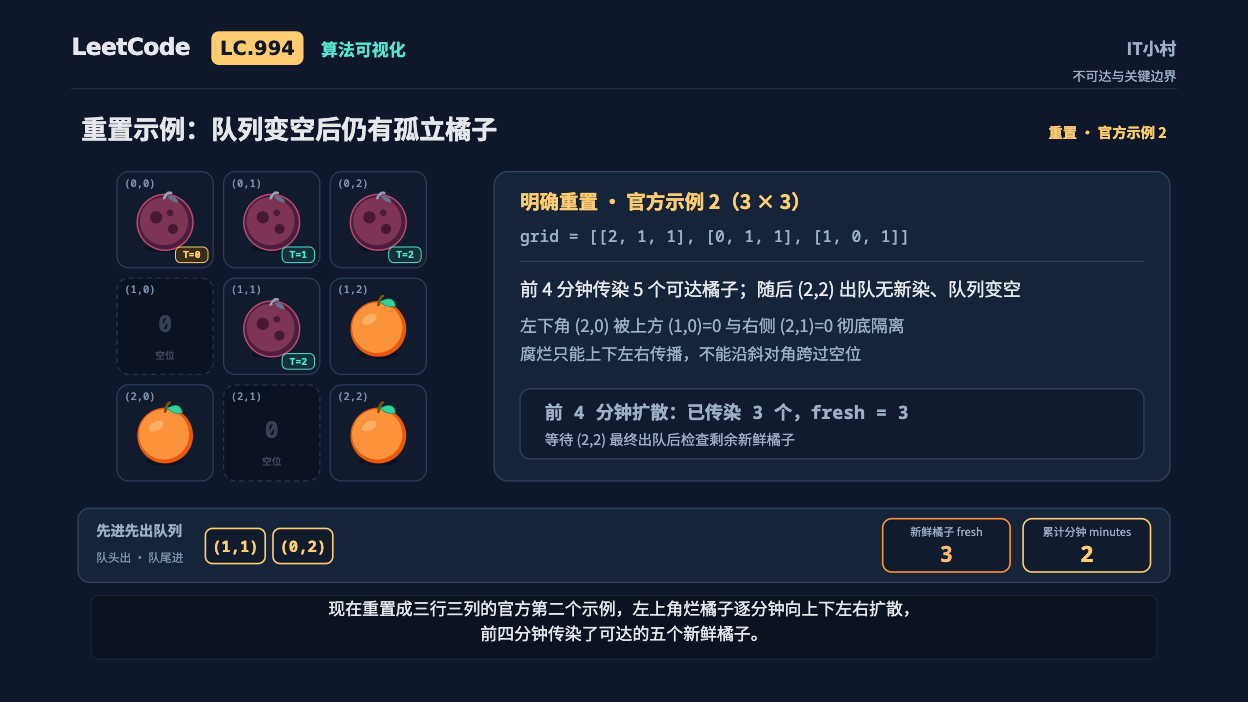 LeetCode LC.994 算法可视化
IT小村
不可达与关键边界
重置示例：队列变空后仍有孤立橘子
重置 · 官方示例 2
(0,0) (0,1) (0,2)
T=0 T=1 T=2
(1,0) (1,1) (1,2)
0
空位
T=2
(2,0) (2,1) (2,2)
0
空位
明确重置 · 官方示例 2（3 × 3）
grid = [[2, 1, 1], [0, 1, 1], [1, 0, 1]]
前 4 分钟传染 5 个可达橘子；随后 (2,2) 出队无新染、队列变空
左下角 (2,0) 被上方 (1,0)=0 与右侧 (2,1)=0 彻底隔离
腐烂只能上下左右传播，不能沿斜对角跨过空位
前 4 分钟扩散：已传染 3 个，fresh = 3
等待 (2,2) 最终出队后检查剩余新鲜橘子
先进先出队列
队头出 · 队尾进
(1,1) (0,2)
新鲜橘子 fresh
3
累计分钟 minutes
2
现在重置成三行三列的官方第二个示例，左上角烂橘子逐分钟向上下左右扩散，
前四分钟传染了可达的五个新鲜橘子。